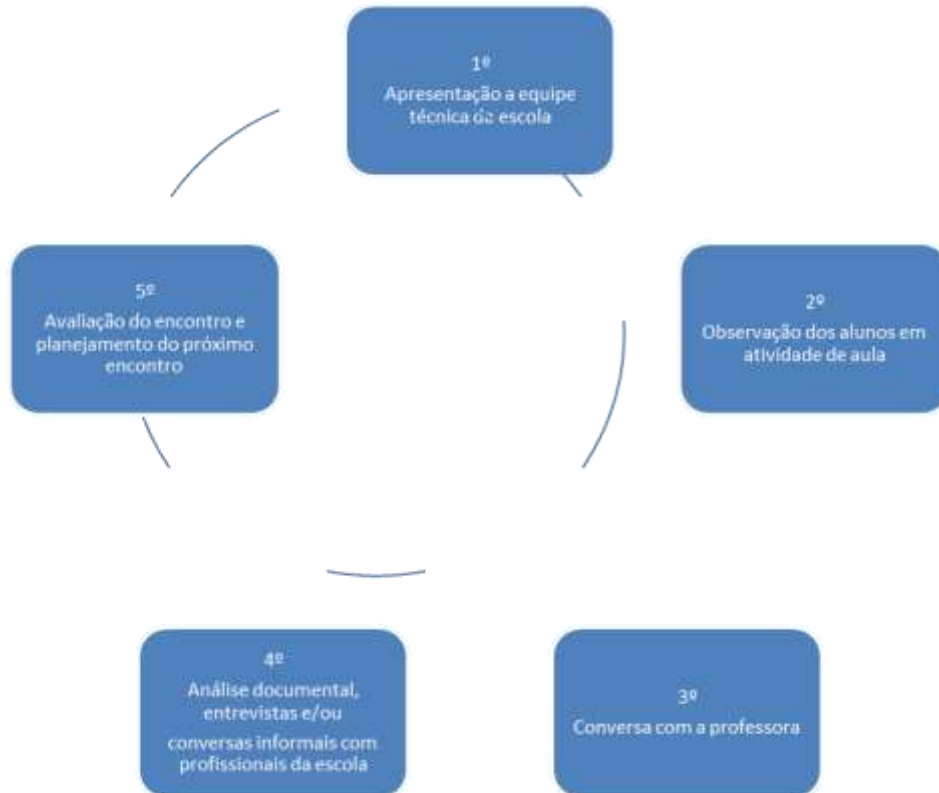 1º
Apresentação a equipe
técnica da escola
2º
Observação dos alunos em
atividade de aula
3º
Conversa com a professora
4º
Análise documental,
entrevistas e/ou
conversas informais com
profissionais da escola
5º
Avaliação do encontro e
planejamento do próximo
encontro